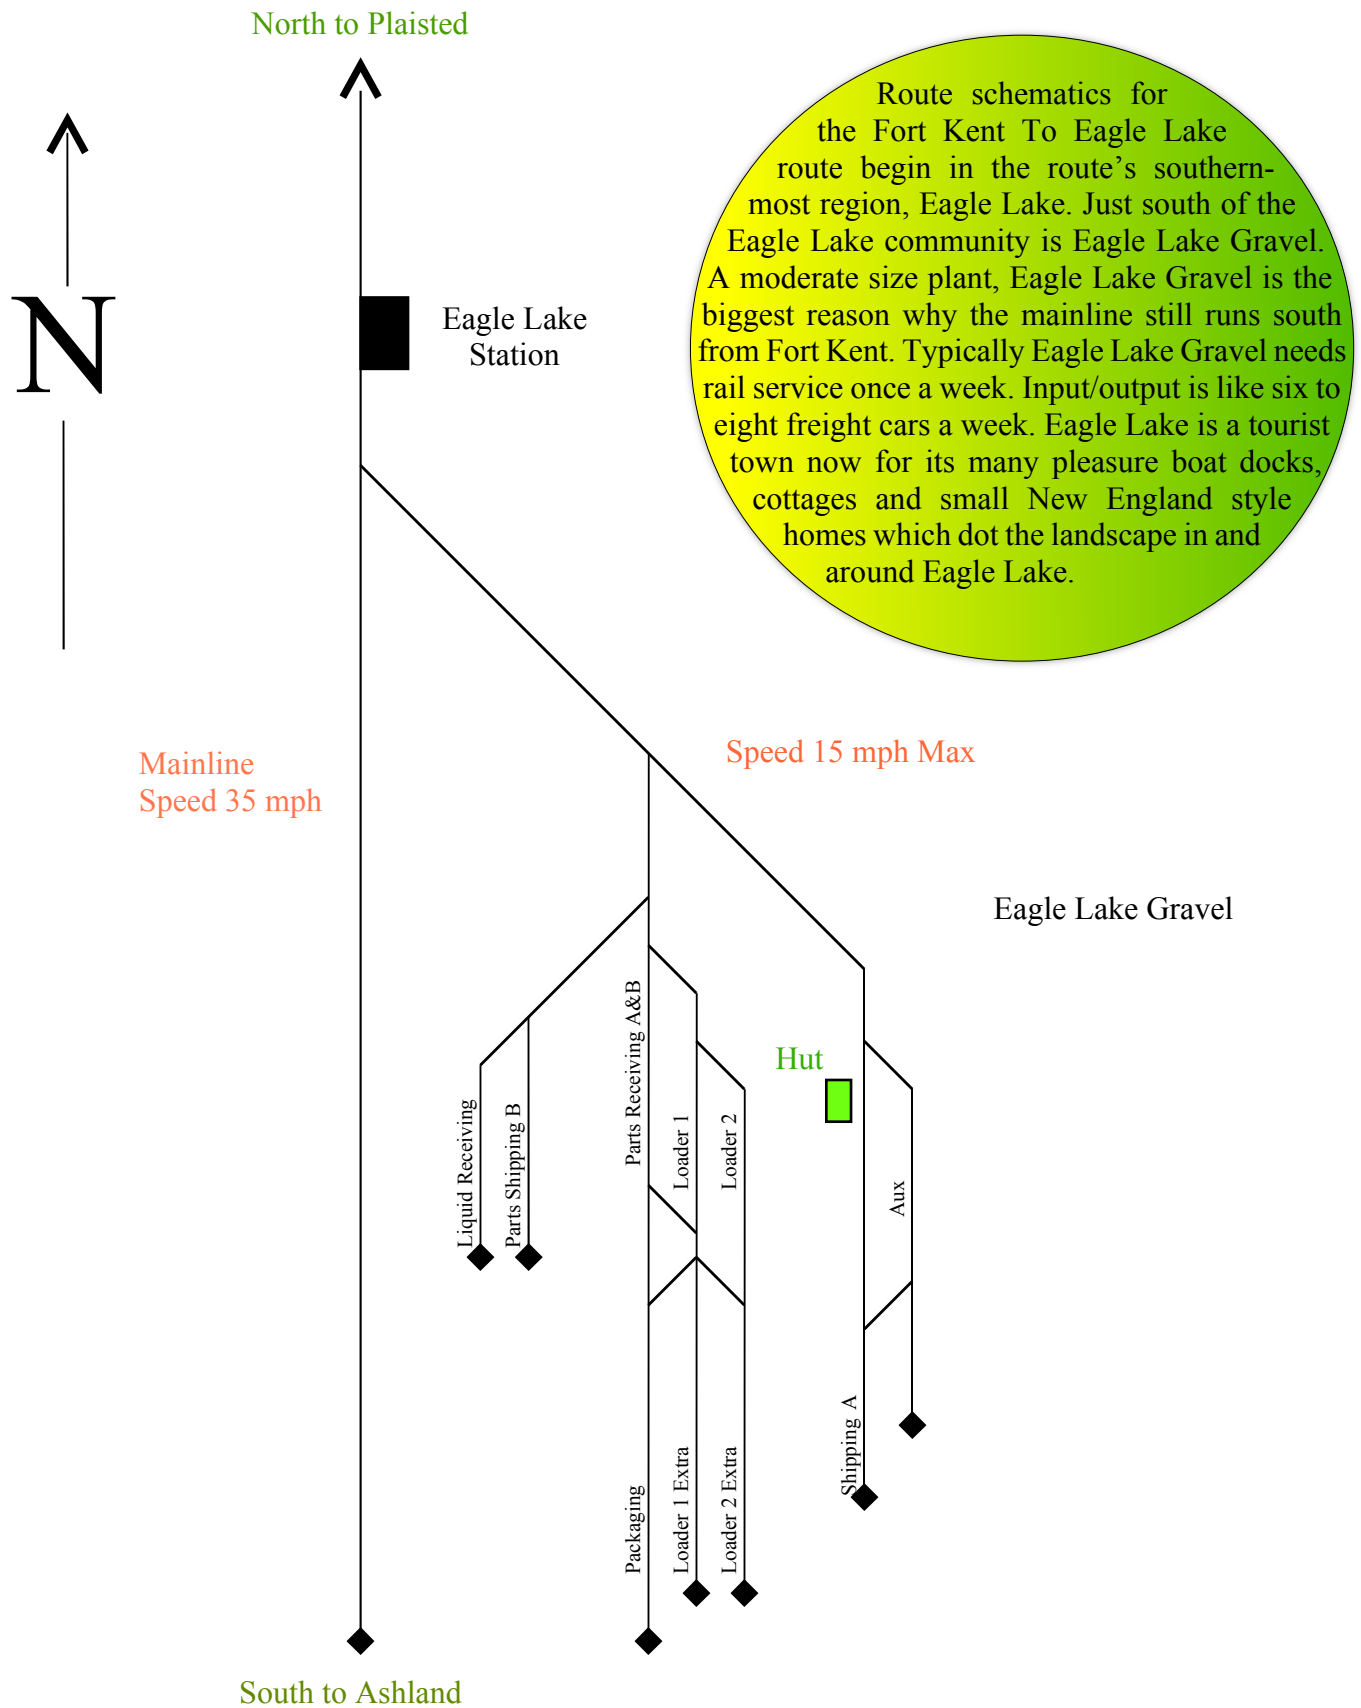 North to Plaisted
Route schematics for
the Fort Kent To Eagle Lake
route begin in the route's southern-
most region, Eagle Lake. Just south of the
Eagle Lake community is Eagle Lake Gravel.
A moderate size plant, Eagle Lake Gravel is the
biggest reason why the mainline still runs south
from Fort Kent. Typically Eagle Lake Gravel needs
rail service once a week. Input/output is like six to
eight freight cars a week. Eagle Lake is a tourist
town now for its many pleasure boat docks,
cottages and small New England style
homes which dot the landscape in and
around Eagle Lake.
N
Eagle Lake
Station
Mainline
Speed 35 mph
Speed 15 mph Max
Eagle Lake Gravel
Hut
Liquid Receiving
Parts Shipping B
Parts Receiving A&B
Loader 1
Loader 2
Aux
Shipping A
Packaging
Loader 1 Extra
Loader 2 Extra
South to Ashland